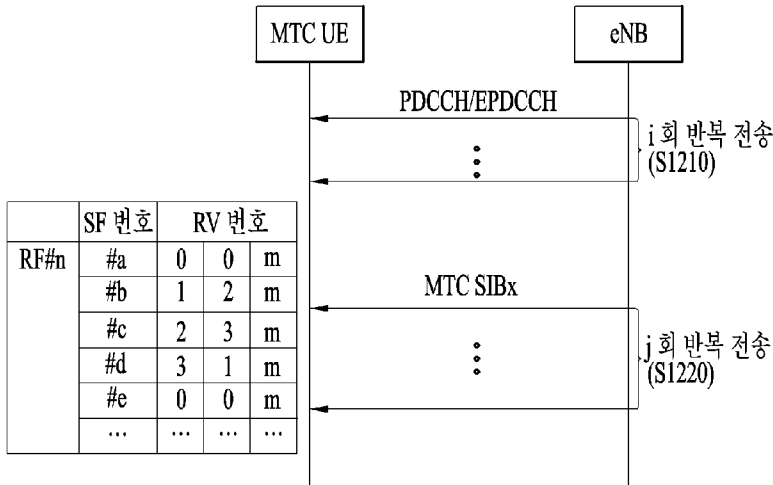 MTC UE
eNB
PDCCH/EPDCCH
i 회 반복 전송
(S1210)
SF 번호 RV 번호
RF#n #a 0 0 m
#b 1 2 m
#c 2 3 m
#d 3 1 m
#e 0 0 m
... ... ... ...
MTC SIBx
j 회 반복 전송
(S1220)